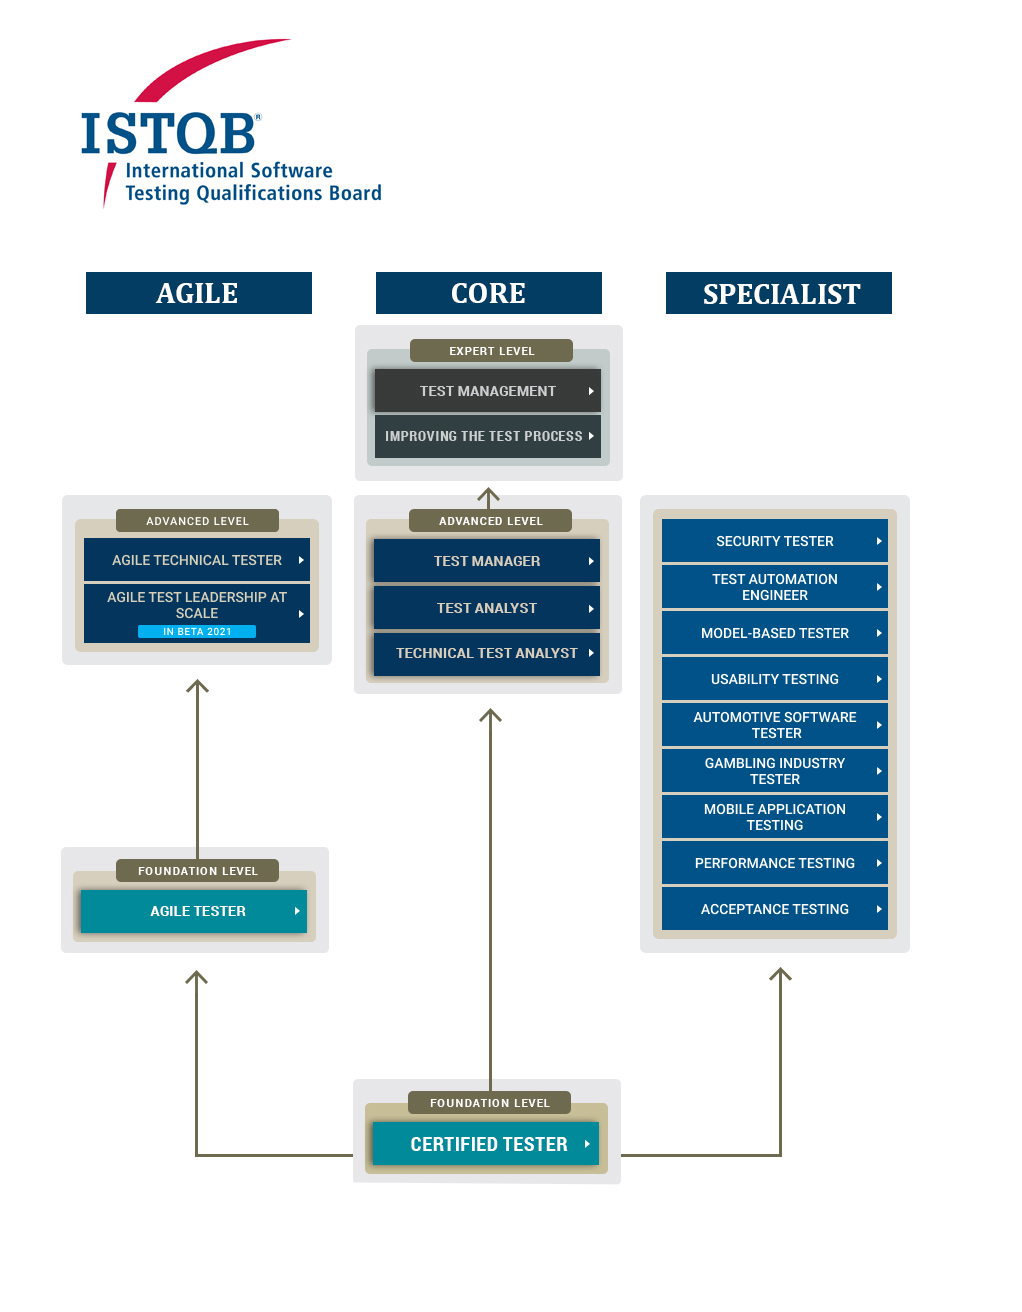 ISTQB®
International Software
Testing Qualifications Board
AGILE
CORE
SPECIALIST
EXPERT LEVEL
TEST MANAGEMENT
IMPROVING THE TEST PROCESS
ADVANCED LEVEL
AGILE TECHNICAL TESTER
AGILE TEST LEADERSHIP AT
SCALE
IN BETA 2021
ADVANCED LEVEL
TEST MANAGER
TEST ANALYST
TECHNICAL TEST ANALYST
SECURITY TESTER
TEST AUTOMATION
ENGINEER
MODEL-BASED TESTER
USABILITY TESTING
AUTOMOTIVE SOFTWARE
TESTER
GAMBLING INDUSTRY
TESTER
MOBILE APPLICATION
TESTING
PERFORMANCE TESTING
ACCEPTANCE TESTING
FOUNDATION LEVEL
AGILE TESTER
FOUNDATION LEVEL
CERTIFIED TESTER